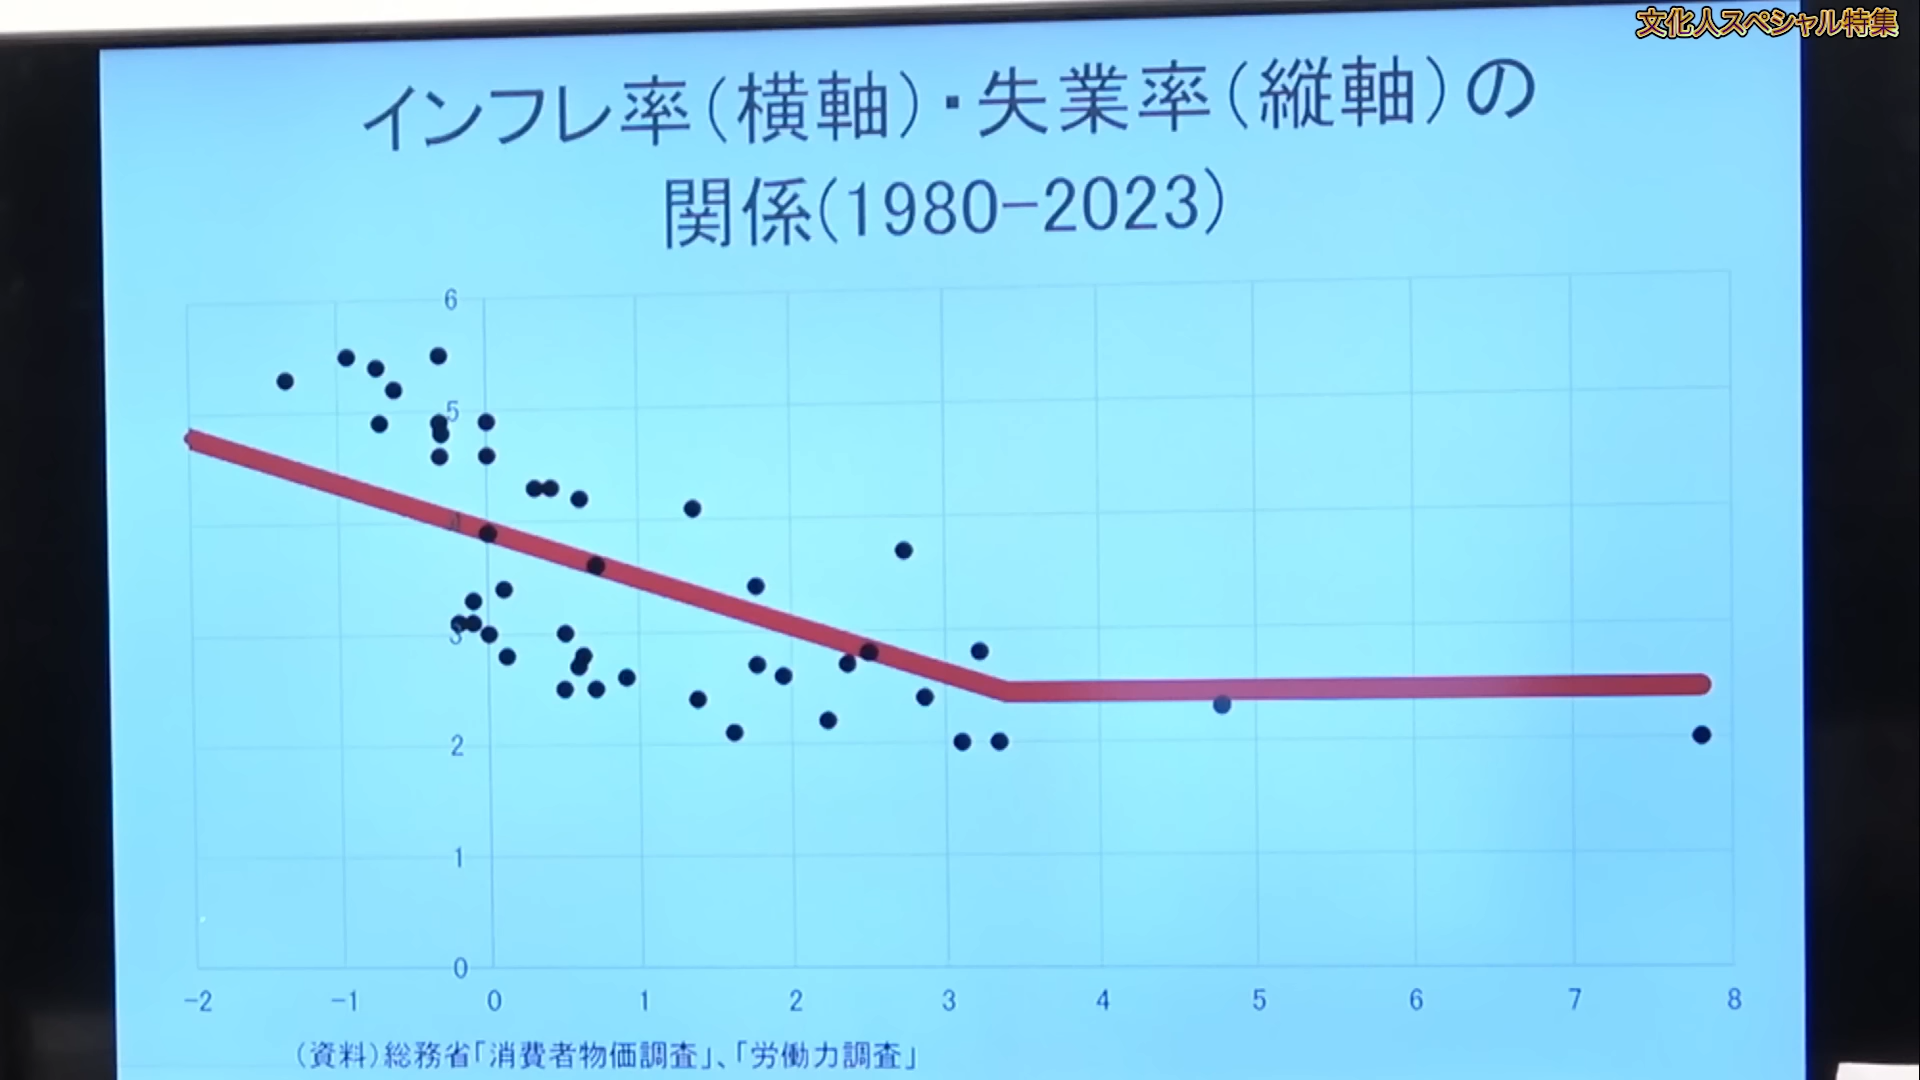 文化人スペシャル特集
インフレ率(横軸)・失業率(縦軸)の
関係(1980-2023)
6
5
4
3
2
1
0
-2 -1 0 1 2 3 4 5 6 7 8
(資料)総務省「消費者物価調査」、「労働力調査」